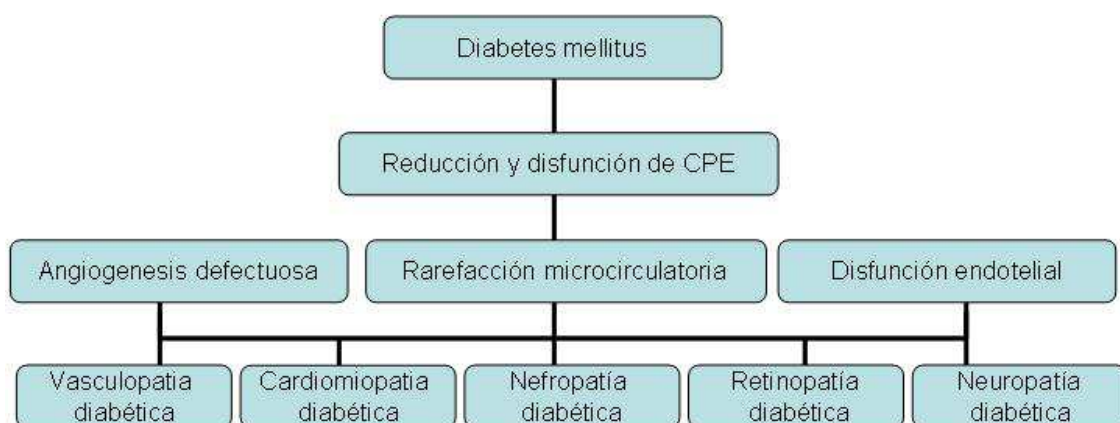 Diabetes mellitus
Reducción y disfunción de CPE
Angiogenesis defectuosa
Rarefacción microcirculatoria
Disfunción endotelial
Vasculopatia
diabética
Cardiomiopatia
diabética
Nefropatía
diabética
Retinopatía
diabética
Neuropatía
diabética